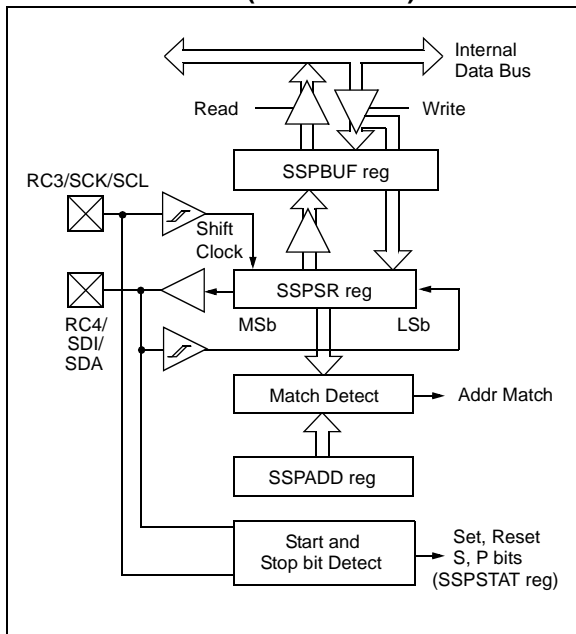 Internal
Data Bus
Read
Write
SSPBUF reg
RC3/SCK/SCL
Shift
Clock
SSPSR reg
MSb
LSb
RC4/
SDI/
SDA
Match Detect
Addr Match
SSPADD reg
Start and
Stop bit Detect
Set, Reset
S, P bits
(SSPSTAT reg)